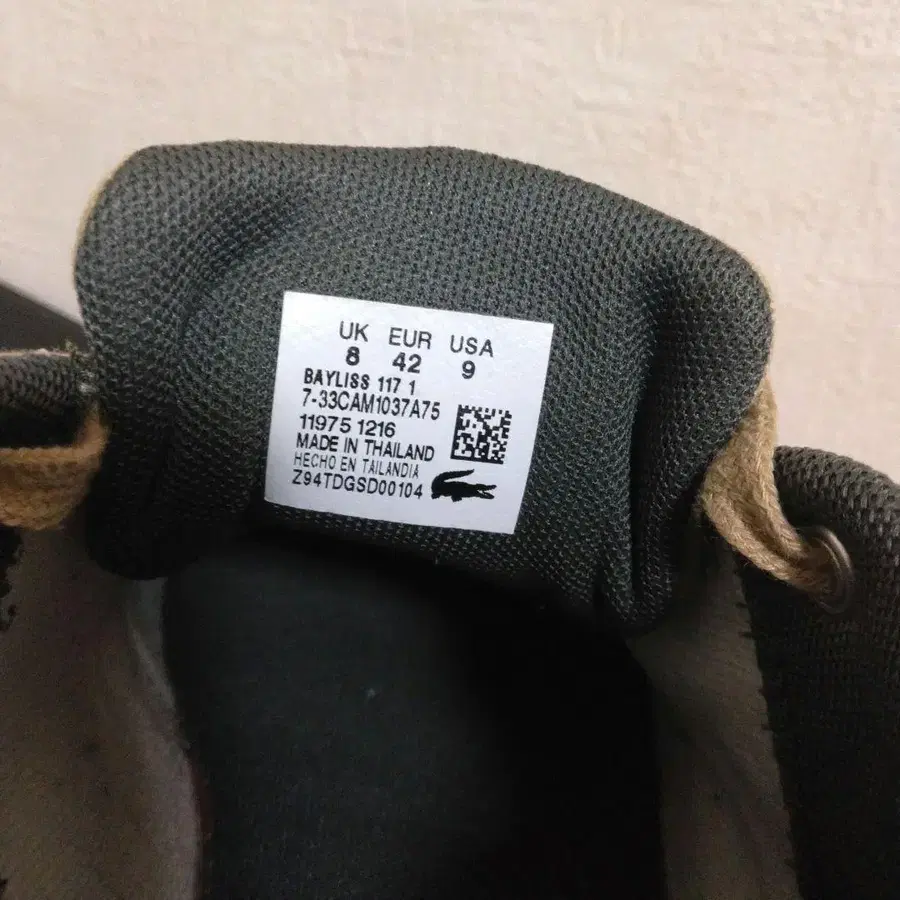 UK EUR USA
8 42 9
BAYLISS 117 1
7-33CAM1037A75
11975 1216
MADE IN THAILAND
HECHO EN TAILANDIA
Z94TDGSD00104